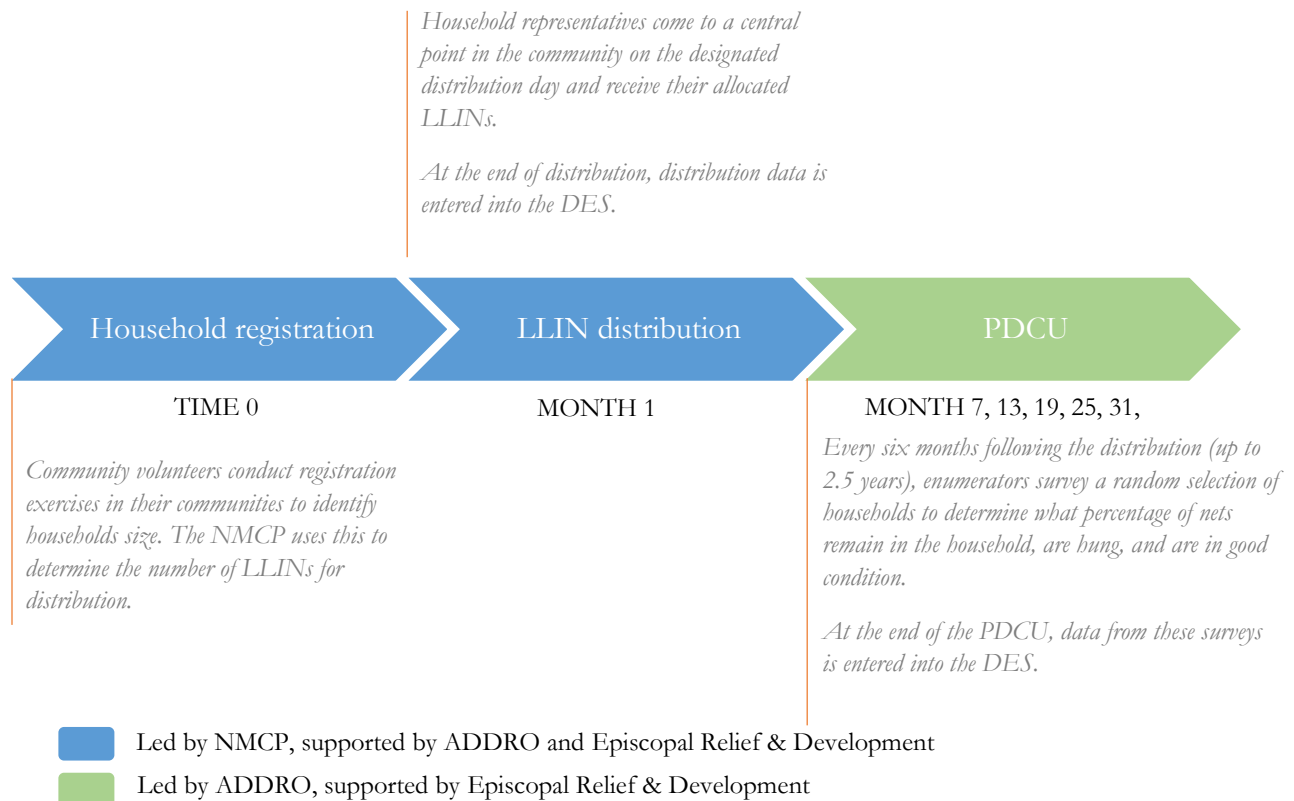 Household representatives come to a central
point in the community on the designated
distribution day and receive their allocated
LLINs.
At the end of distribution, distribution data is
entered into the DES.
Household registration
LLIN distribution
PDCU
TIME 0
MONTH 1
MONTH 7, 13, 19, 25, 31,
Community volunteers conduct registration
exercises in their communities to identify
households size. The NMCP uses this to
determine the number of LLINs for
distribution.
Every six months following the distribution (up to
2.5 years), enumerators survey a random selection of
households to determine what percentage of nets
remain in the household, are hung, and are in good
condition.
At the end of the PDCU, data from these surveys
is entered into the DES.
Led by NMCP, supported by ADDRO and Episcopal Relief & Development
Led by ADDRO, supported by Episcopal Relief & Development